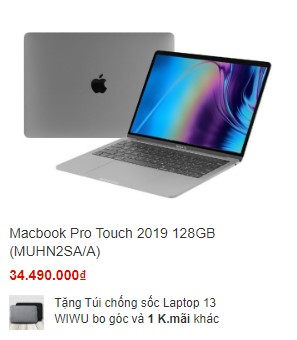 Macbook Pro Touch 2019 128GB
(MUHN2SA/A)
34.490.000₫
Tặng Túi chống sốc Laptop 13
WIWU bo góc và 1 K.mãi khác